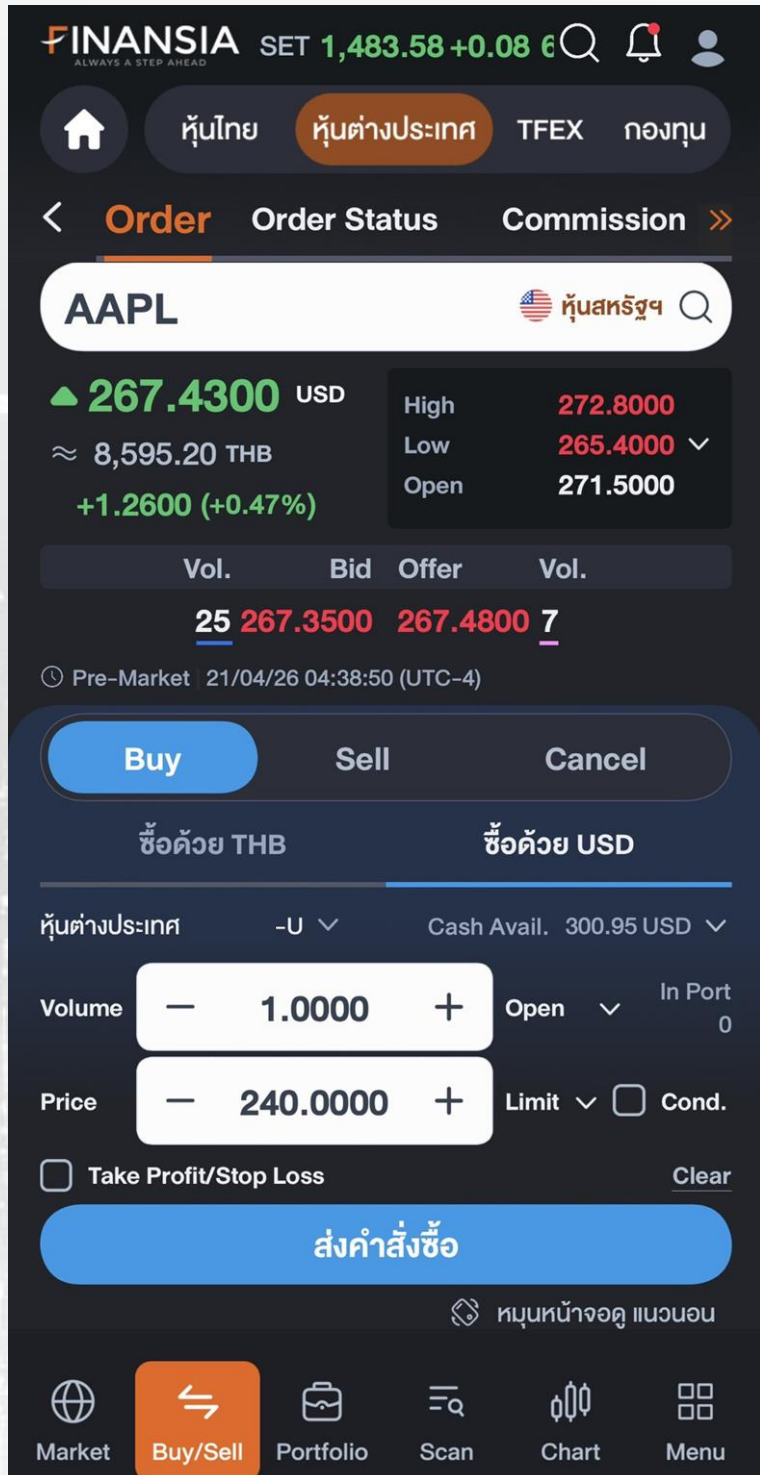 FINANSIA SET 1,483.58 +0.08 6
ALWAYS A STEP AHEAD
หุ้นไทย หุ้นต่างประเทศ TFEX กองทุน
Order Order Status Commission
AAPL หุ้นสหรัฐฯ
267.4300 USD
≈ 8,595.20 THB
+1.2600 (+0.47%)
High 272.8000
Low 265.4000
Open 271.5000
Vol. Bid Offer Vol.
25 267.3500 267.4800 7
Pre-Market 21/04/26 04:38:50 (UTC-4)
Buy Sell Cancel
ซื้อด้วย THB ซื้อด้วย USD
หุ้นต่างประเทศ -U Cash Avail. 300.95 USD
Volume − 1.0000 + Open In Port
0
Price − 240.0000 + Limit Cond.
Take Profit/Stop Loss Clear
ส่งคำสั่งซื้อ
หมุนหน้าจอดู แนวนอน
Market Buy/Sell Portfolio Scan Chart Menu